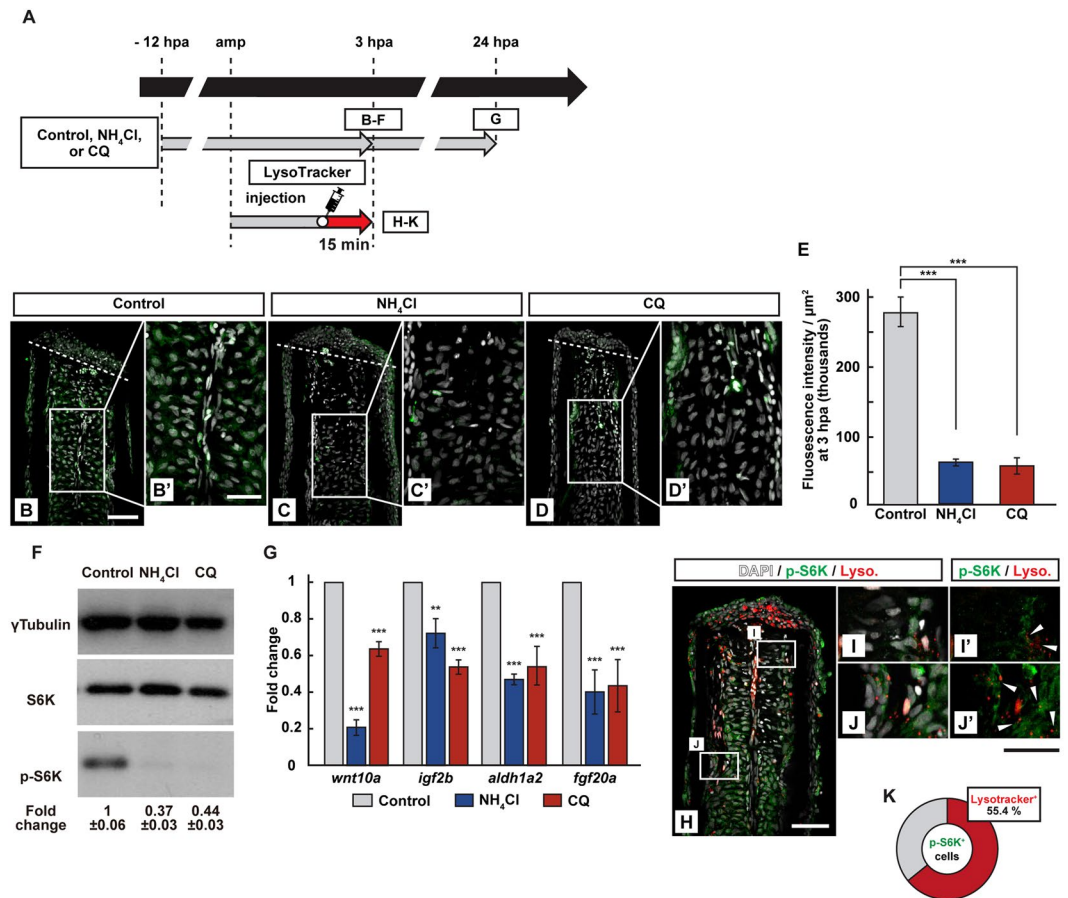 A
- 12 hpa
amp
3 hpa
24 hpa
B-F
G
Control, NH4Cl,
or CQ
LysoTracker
injection
H-K
15 min
Control
NH4Cl
CQ
B
B'
C
C'
D
D'
E
Fluosescence intensity / µm²
at 3 hpa (thousands)
300
200
100
50
0
***
***
Control
NH4Cl
CQ
F
Control NH4Cl CQ
γTubulin
S6K
p-S6K
Fold
change
1
±0.06
0.37
±0.03
0.44
±0.03
G
Fold change
1
0.8
0.6
0.4
0.2
0
***
***
**
***
***
***
***
***
wnt10a
igf2b
aldh1a2
fgf20a
Control
NH4Cl
CQ
DAPI / p-S6K / Lyso.
p-S6K / Lyso.
I
J
H
I
I'
J
J'
K
Lysotracker⁺
55.4 %
p-S6K⁺
cells